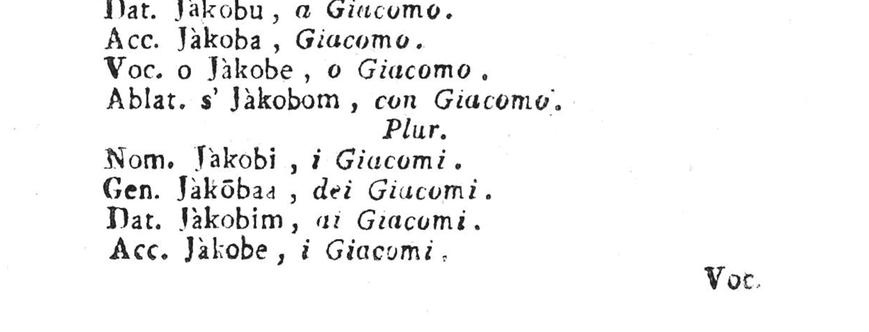 Dat. Jàkobu, a Giacomo.
Acc. Jàkoba, Giacomo.
Voc. o Jàkobe, o Giacomo.
Ablat. s' Jàkobom, con Giacomo.
Plur.
Nom. Jàkobi, i Giacomi.
Gen. Jàkōbaa, dei Giacomi.
Dat. Jàkobim, ai Giacomi.
Acc. Jàkobe, i Giacomi.
Voc.